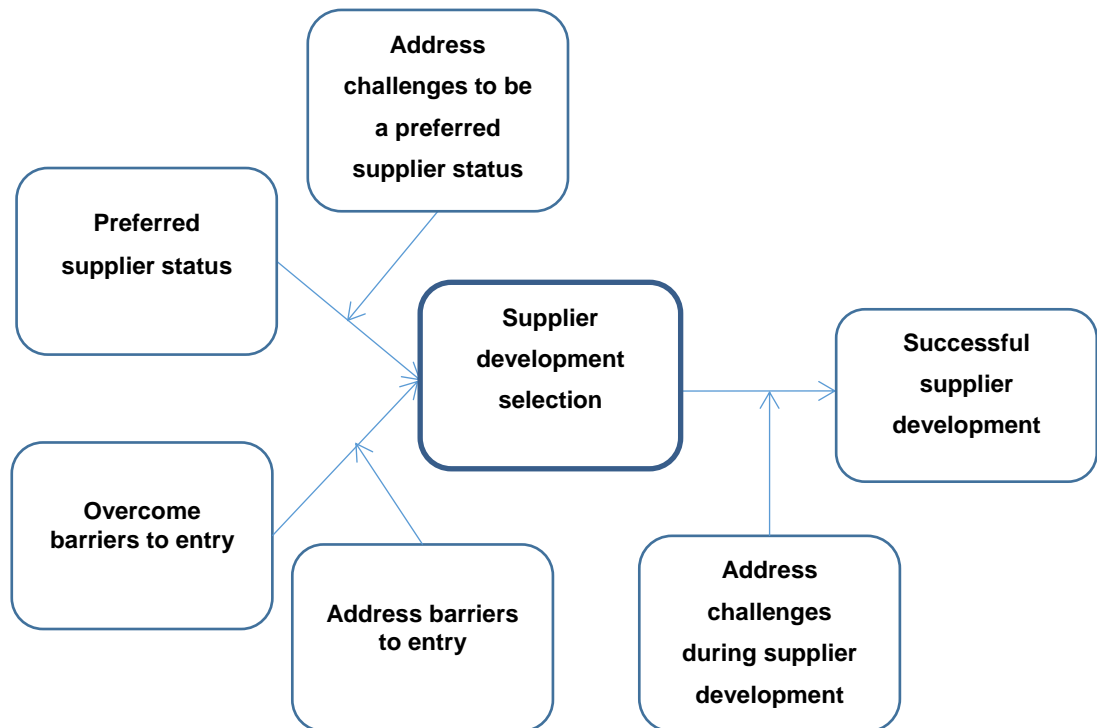 Address
challenges to be
a preferred
supplier status
Preferred
supplier status
Supplier
development
selection
Successful
supplier
development
Overcome
barriers to entry
Address barriers
to entry
Address
challenges
during supplier
development